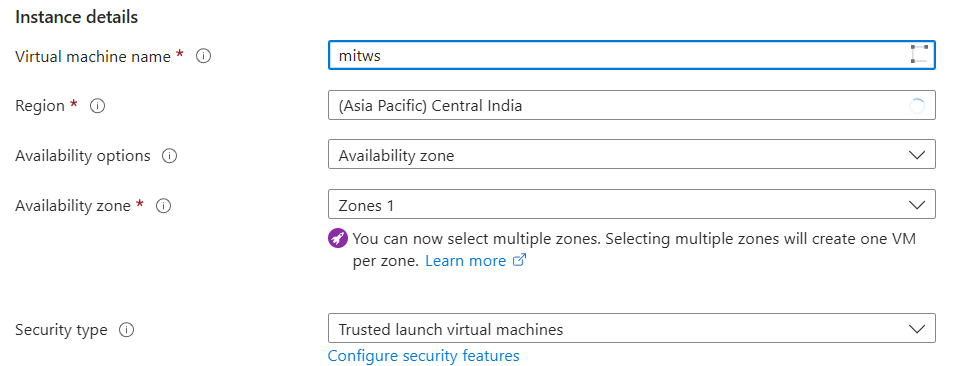 Instance details
Virtual machine name *
mitws
Region *
(Asia Pacific) Central India
Availability options
Availability zone
Availability zone *
Zones 1
You can now select multiple zones. Selecting multiple zones will create one VM
per zone. Learn more
Security type
Trusted launch virtual machines
Configure security features